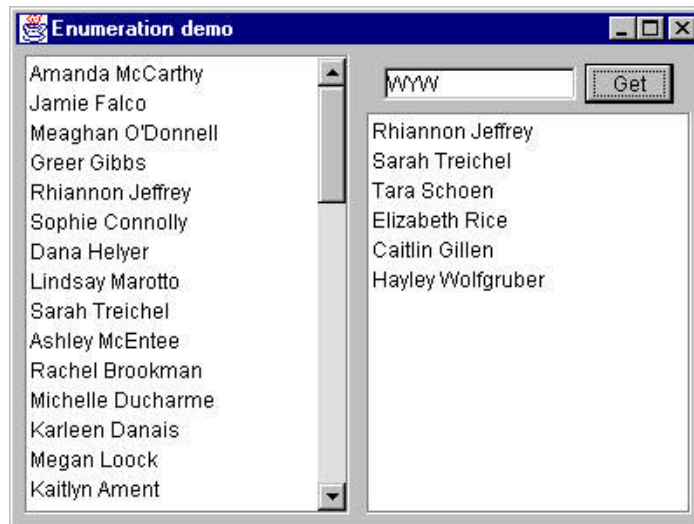 Enumeration demo
Amanda McCarthy
Jamie Falco
Meaghan O'Donnell
Greer Gibbs
Rhiannon Jeffrey
Sophie Connolly
Dana Helyer
Lindsay Marotto
Sarah Treichel
Ashley McEntee
Rachel Brookman
Michelle Ducharme
Karleen Danais
Megan Loock
Kaitlyn Ament
WYW
Get
Rhiannon Jeffrey
Sarah Treichel
Tara Schoen
Elizabeth Rice
Caitlin Gillen
Hayley Wolfgruber